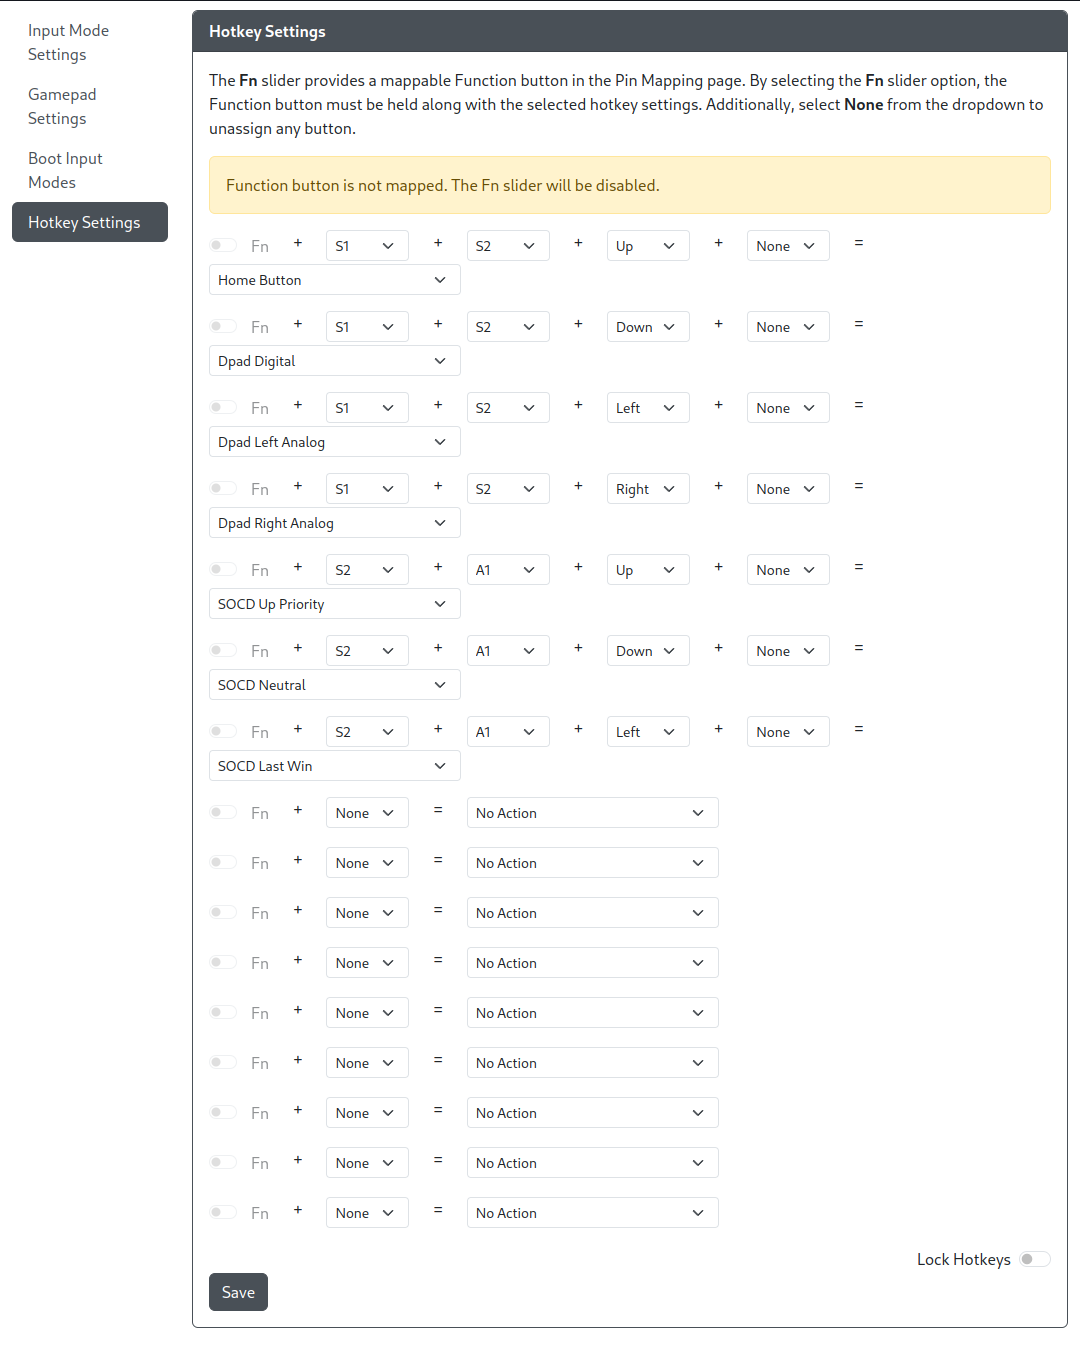 Input Mode
Settings
Gamepad
Settings
Boot Input
Modes
Hotkey Settings
Hotkey Settings
The Fn slider provides a mappable Function button in the Pin Mapping page. By selecting the Fn slider option, the
Function button must be held along with the selected hotkey settings. Additionally, select None from the dropdown to
unassign any button.
Function button is not mapped. The Fn slider will be disabled.
Fn + S1 + S2 + Up + None =
Home Button
Fn + S1 + S2 + Down + None =
Dpad Digital
Fn + S1 + S2 + Left + None =
Dpad Left Analog
Fn + S1 + S2 + Right + None =
Dpad Right Analog
Fn + S2 + A1 + Up + None =
SOCD Up Priority
Fn + S2 + A1 + Down + None =
SOCD Neutral
Fn + S2 + A1 + Left + None =
SOCD Last Win
Fn + None = No Action
Fn + None = No Action
Fn + None = No Action
Fn + None = No Action
Fn + None = No Action
Fn + None = No Action
Fn + None = No Action
Fn + None = No Action
Fn + None = No Action
Lock Hotkeys
Save